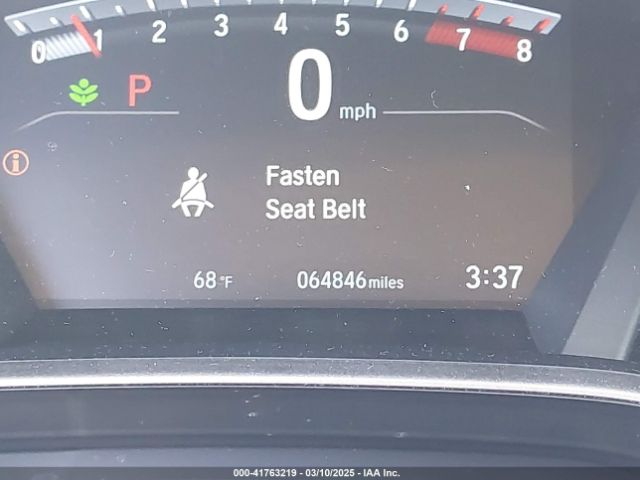 0 1 2 3 4 5 6 7 8
P 0 mph
i
Fasten
Seat Belt
68°F 064846 miles 3:37
000-41763219 - 03/10/2025 - IAA Inc.